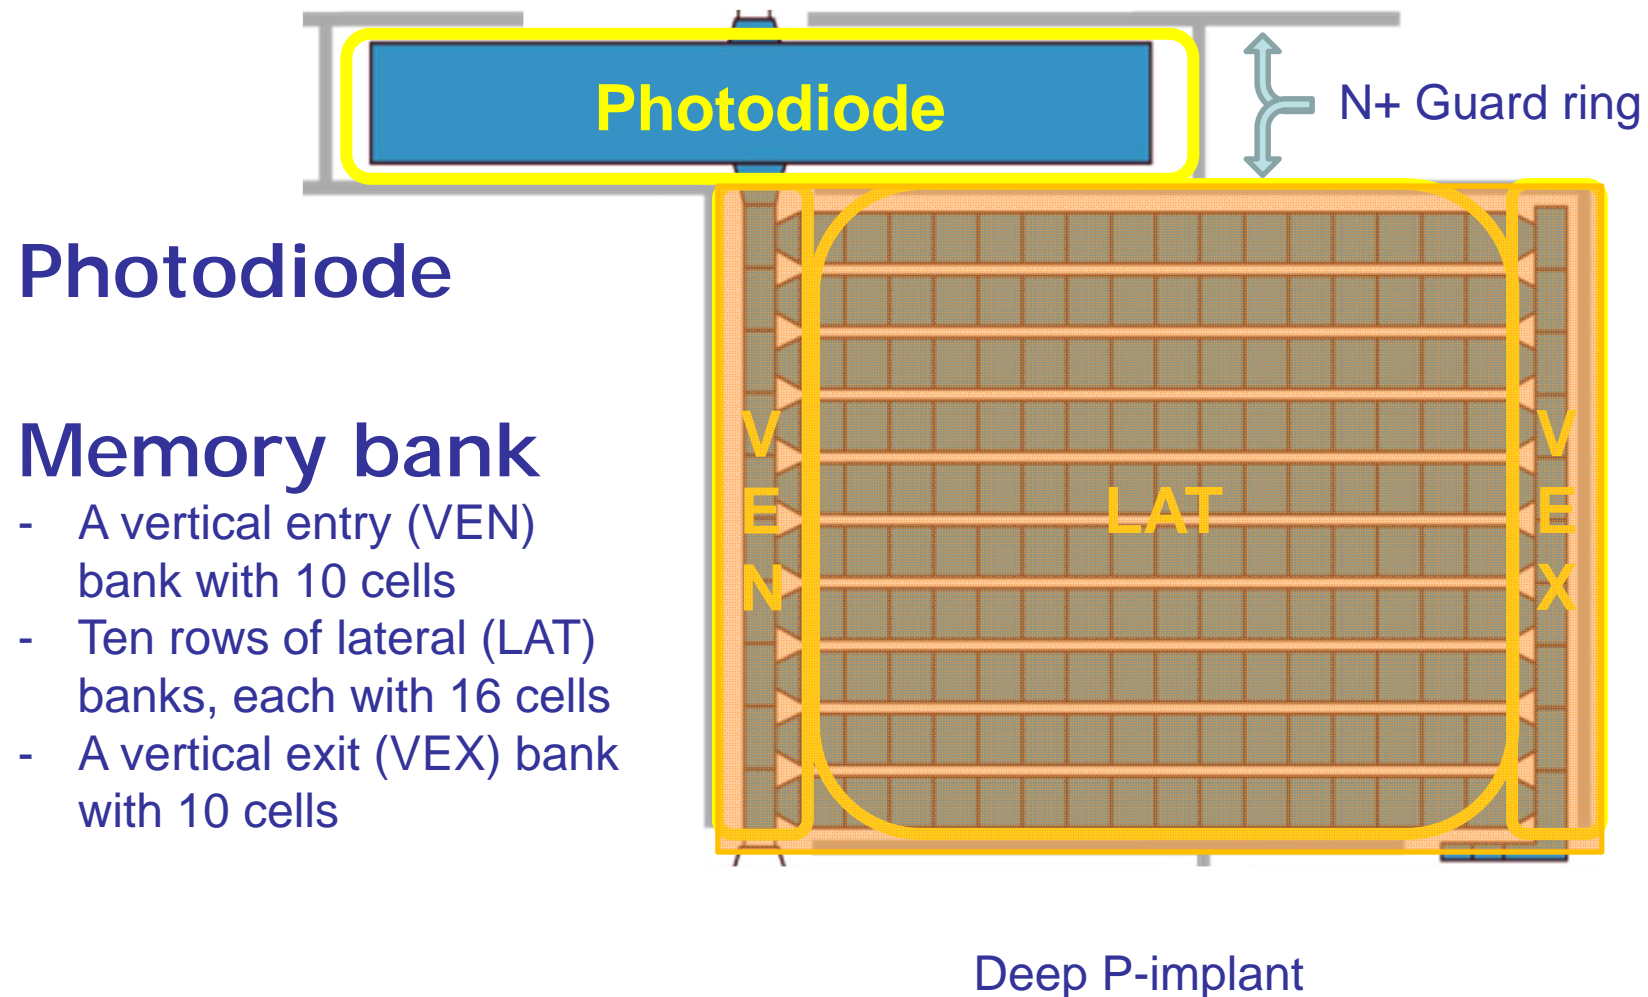 Photodiode
N+ Guard ring
Photodiode
Memory bank
- A vertical entry (VEN)
bank with 10 cells
- Ten rows of lateral (LAT)
banks, each with 16 cells
- A vertical exit (VEX) bank
with 10 cells
V
E
N
LAT
V
E
X
Deep P-implant